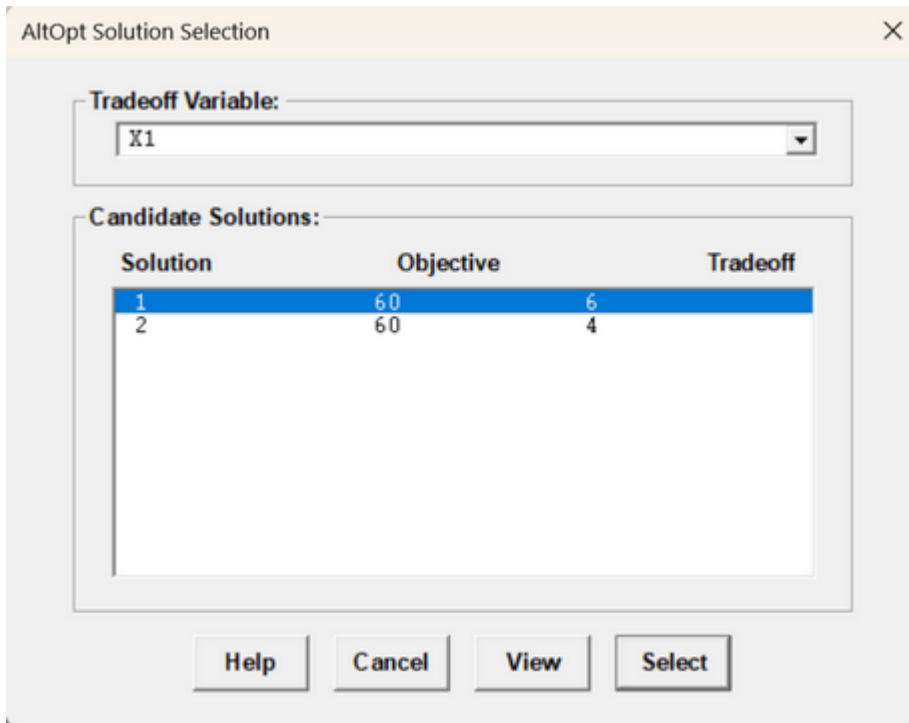 AltOpt Solution Selection
Tradeoff Variable:
X1
Candidate Solutions:
Solution Objective Tradeoff
1 60 6
2 60 4
Help Cancel View Select